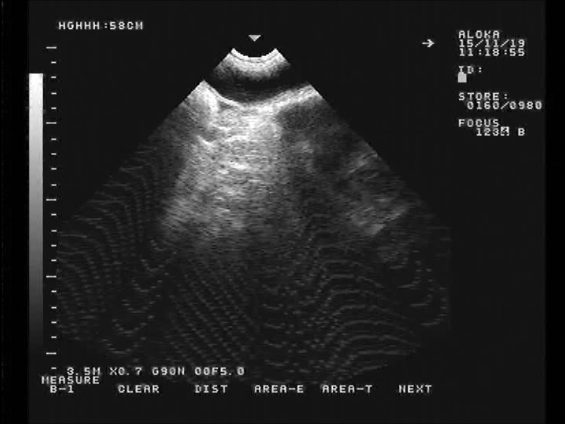 HGHHH:58CM
ALOKA
15/11/19
11:18:55
ID:
STORE:
0160/0980
FOCUS
3.5M X0.7 G90N 00F5.0
MEASURE
B-1 CLEAR DIST AREA-E AREA-T NEXT